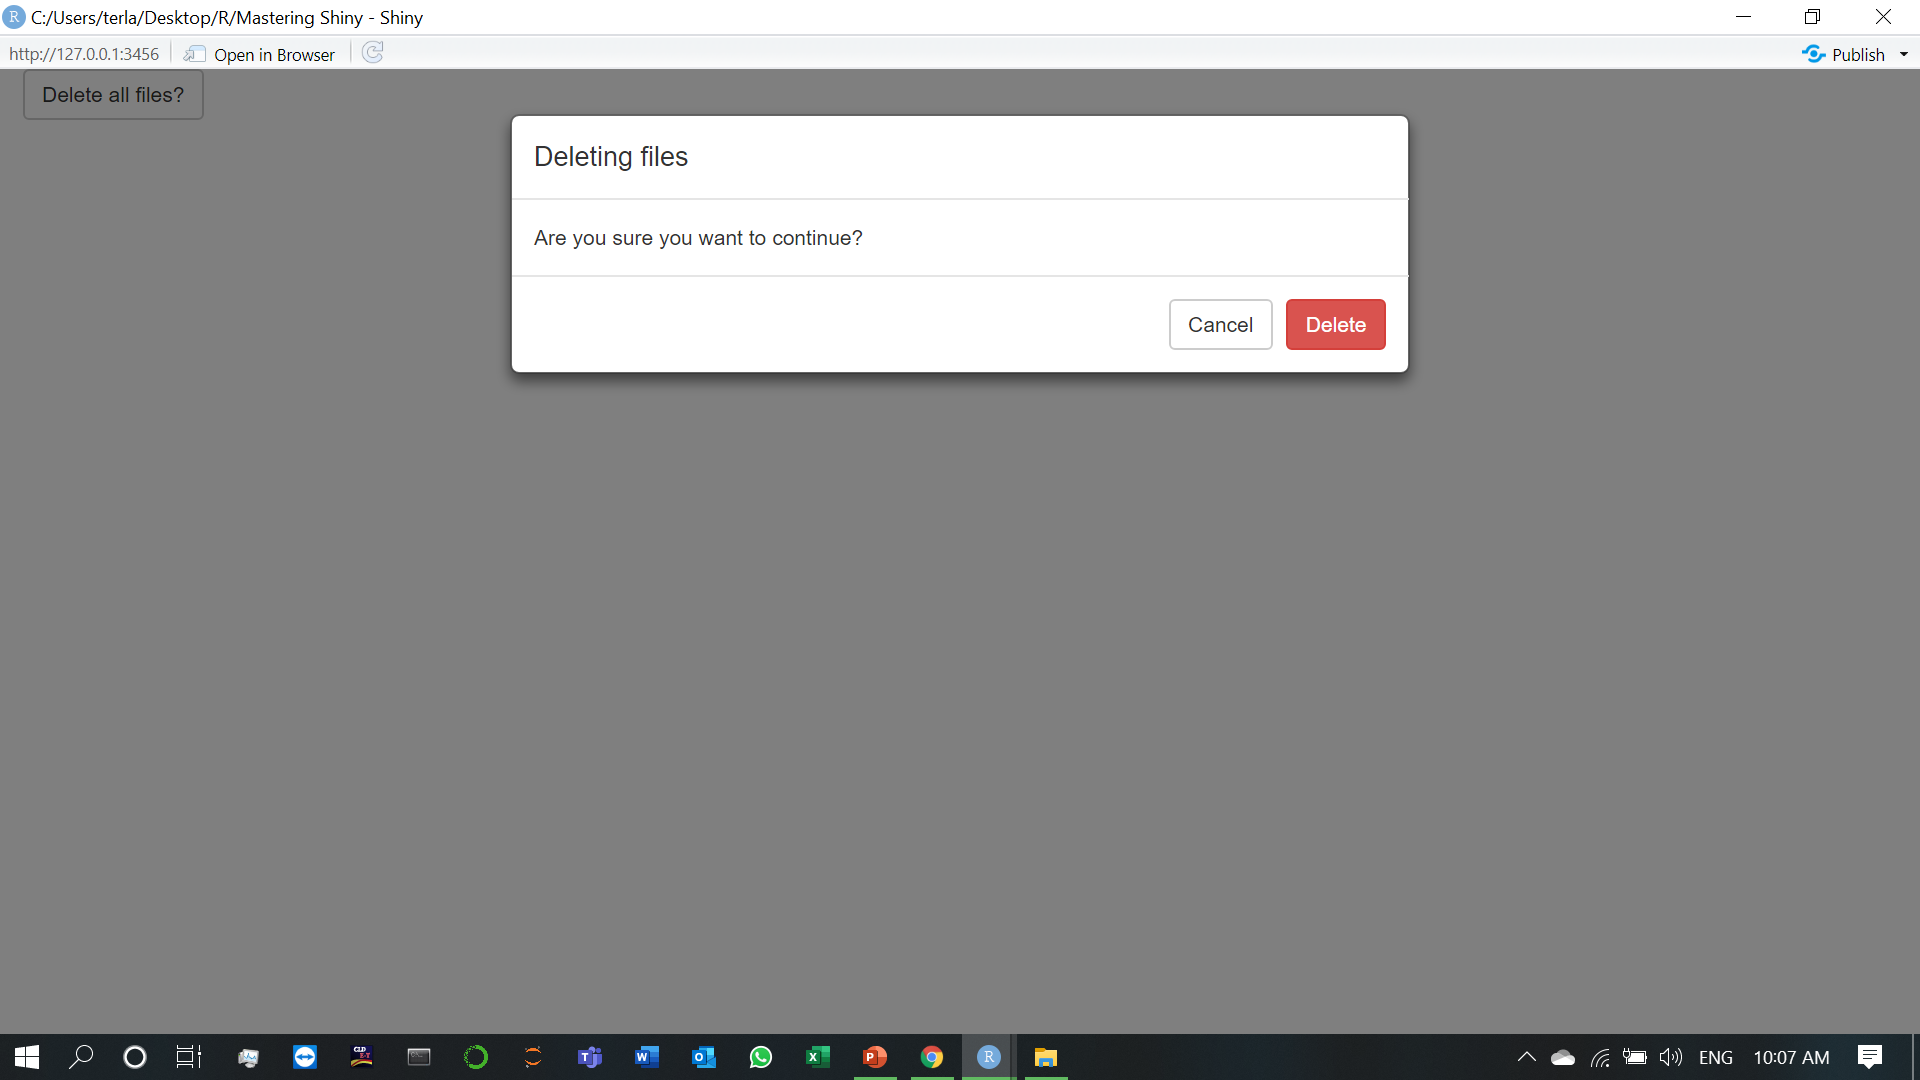 R C:/Users/terla/Desktop/R/Mastering Shiny - Shiny
http://127.0.0.1:3456 Open in Browser Publish
Delete all files?
Deleting files
Are you sure you want to continue?
Cancel Delete
ENG 10:07 AM